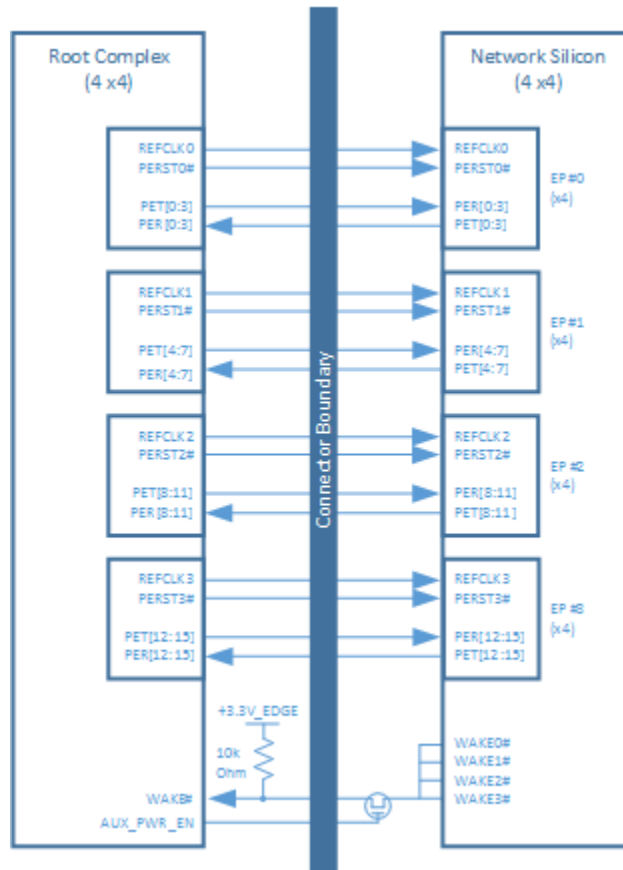 Root Complex
(4 x4)
Network Silicon
(4 x4)
REFCLK0
PERST0#
PET[0:3]
PER[0:3]
REFCLK0
PERST0#
PER[0:3]
PET[0:3]
EP #0
(x4)
REFCLK1
PERST1#
PET[4:7]
PER[4:7]
REFCLK1
PERST1#
PER[4:7]
PET[4:7]
EP #1
(x4)
Connector Boundary
REFCLK2
PERST2#
PET[8:11]
PER[8:11]
REFCLK2
PERST2#
PER[8:11]
PET[8:11]
EP #2
(x4)
REFCLK3
PERST3#
PET[12:15]
PER[12:15]
REFCLK3
PERST3#
PER[12:15]
PET[12:15]
EP #3
(x4)
+3.3V_EDGE
10k
Ohm
WAKE#
AUX_PWR_EN
WAKE0#
WAKE1#
WAKE2#
WAKE3#